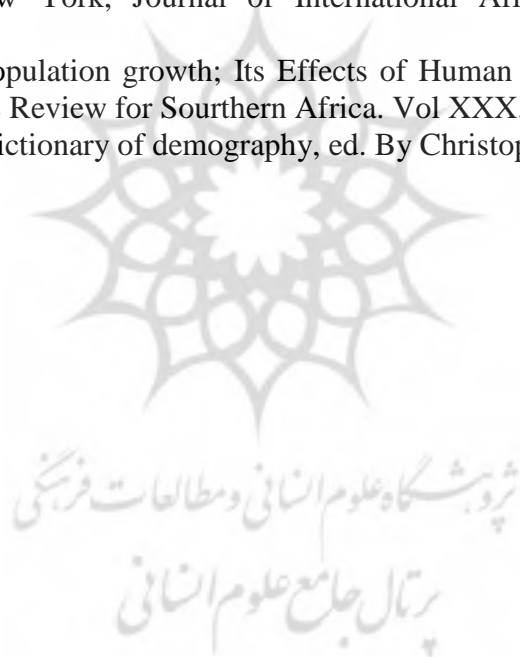 w York, Journal of International Afri
opulation growth; Its Effects of Human
Review for Sourthern Africa. Vol XXX.
ictionary of demography, ed. By Christop
پژوهشگاه علوم انسانی و مطالعات فرهنگی
پرتال جامع علوم انسانی